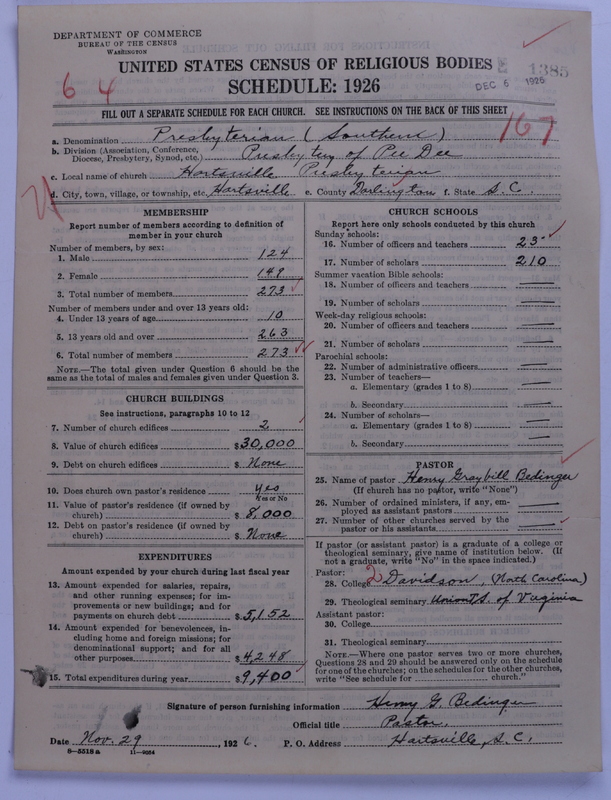 DEPARTMENT OF COMMERCE
BUREAU OF THE CENSUS
WASHINGTON
UNITED STATES CENSUS OF RELIGIOUS BODIES
1385
SCHEDULE: 1926
DEC 6 1926
6 4
FILL OUT A SEPARATE SCHEDULE FOR EACH CHURCH. SEE INSTRUCTIONS ON THE BACK OF THIS SHEET
167
a. Denomination Presbyterian (Southern)
b. Division (Association, Conference, Diocese, Presbytery, Synod, etc.) Presbytery of Pee Dee
c. Local name of church Hartsville Presbyterian
d. City, town, village, or township, etc. Hartsville e. County Darlington f. State S.C.
MEMBERSHIP
Report number of members according to definition of
member in your church
Number of members, by sex:
1. Male 124
2. Female 149
3. Total number of members 273
Number of members under and over 13 years old:
4. Under 13 years of age 10
5. 13 years old and over 263
6. Total number of members 273
NOTE.—The total given under Question 6 should be the
same as the total of males and females given under Question 3.
CHURCH BUILDINGS
See instructions, paragraphs 10 to 12
7. Number of church edifices 2
8. Value of church edifices $30,000
9. Debt on church edifices $ None
10. Does church own pastor's residence yes
Yes or No
11. Value of pastor's residence (if owned by
church) $ 8,000
12. Debt on pastor's residence (if owned by
church) $ None
EXPENDITURES
Amount expended by your church during last fiscal year
13. Amount expended for salaries, repairs,
and other running expenses; for im-
provements or new buildings; and for
payments on church debt $5,152
14. Amount expended for benevolences, in-
cluding home and foreign missions; for
denominational support; and for all
other purposes $4,248
15. Total expenditures during year $9,400
CHURCH SCHOOLS
Report here only schools conducted by this church
Sunday schools:
16. Number of officers and teachers 23
17. Number of scholars 210
Summer vacation Bible schools:
18. Number of officers and teachers
19. Number of scholars
Week-day religious schools:
20. Number of officers and teachers
21. Number of scholars
Parochial schools:
22. Number of administrative officers
23. Number of teachers—
a. Elementary (grades 1 to 8)
b. Secondary
24. Number of scholars—
a. Elementary (grades 1 to 8)
b. Secondary
PASTOR
25. Name of pastor Henry Graybill Bedinger
(If church has no pastor, write "None")
26. Number of ordained ministers, if any, em-
ployed as assistant pastors
27. Number of other churches served by the
pastor or his assistants
If pastor (or assistant pastor) is a graduate of a college or
theological seminary, give name of institution below. (If
not a graduate, write "No" in the space indicated.)
Pastor:
28. College 2 Davidson, (North Carolina)
29. Theological seminary Union T.S. of Virginia
Assistant pastor:
30. College
31. Theological seminary
NOTE.—Where one pastor serves two or more churches,
Questions 28 and 29 should be answered only on the schedule
for one of the churches; on the schedules for the other churches,
write "See schedule for church."
Signature of person furnishing information Henry G. Bedinger
Official title Pastor.
Date Nov. 29, 1926. P. O. Address Hartsville, S.C.
8—5518a 11—9054